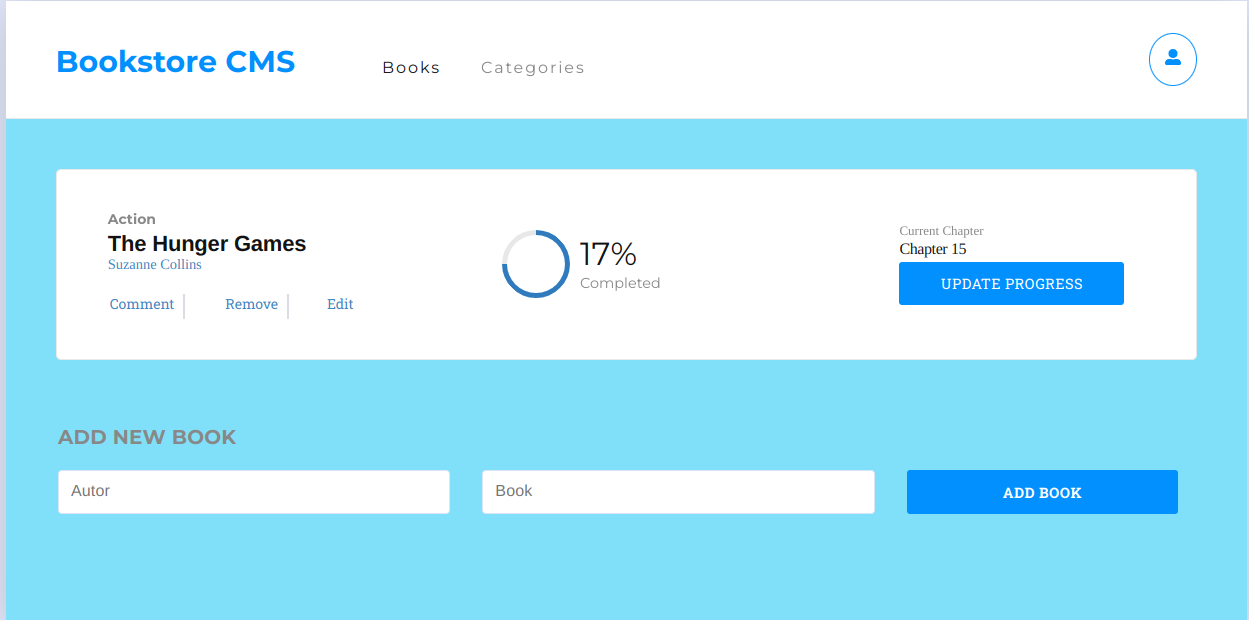 Bookstore CMS
Books
Categories
Action
The Hunger Games
Suzanne Collins
Comment
Remove
Edit
17%
Completed
Current Chapter
Chapter 15
UPDATE PROGRESS
ADD NEW BOOK
Autor
Book
ADD BOOK